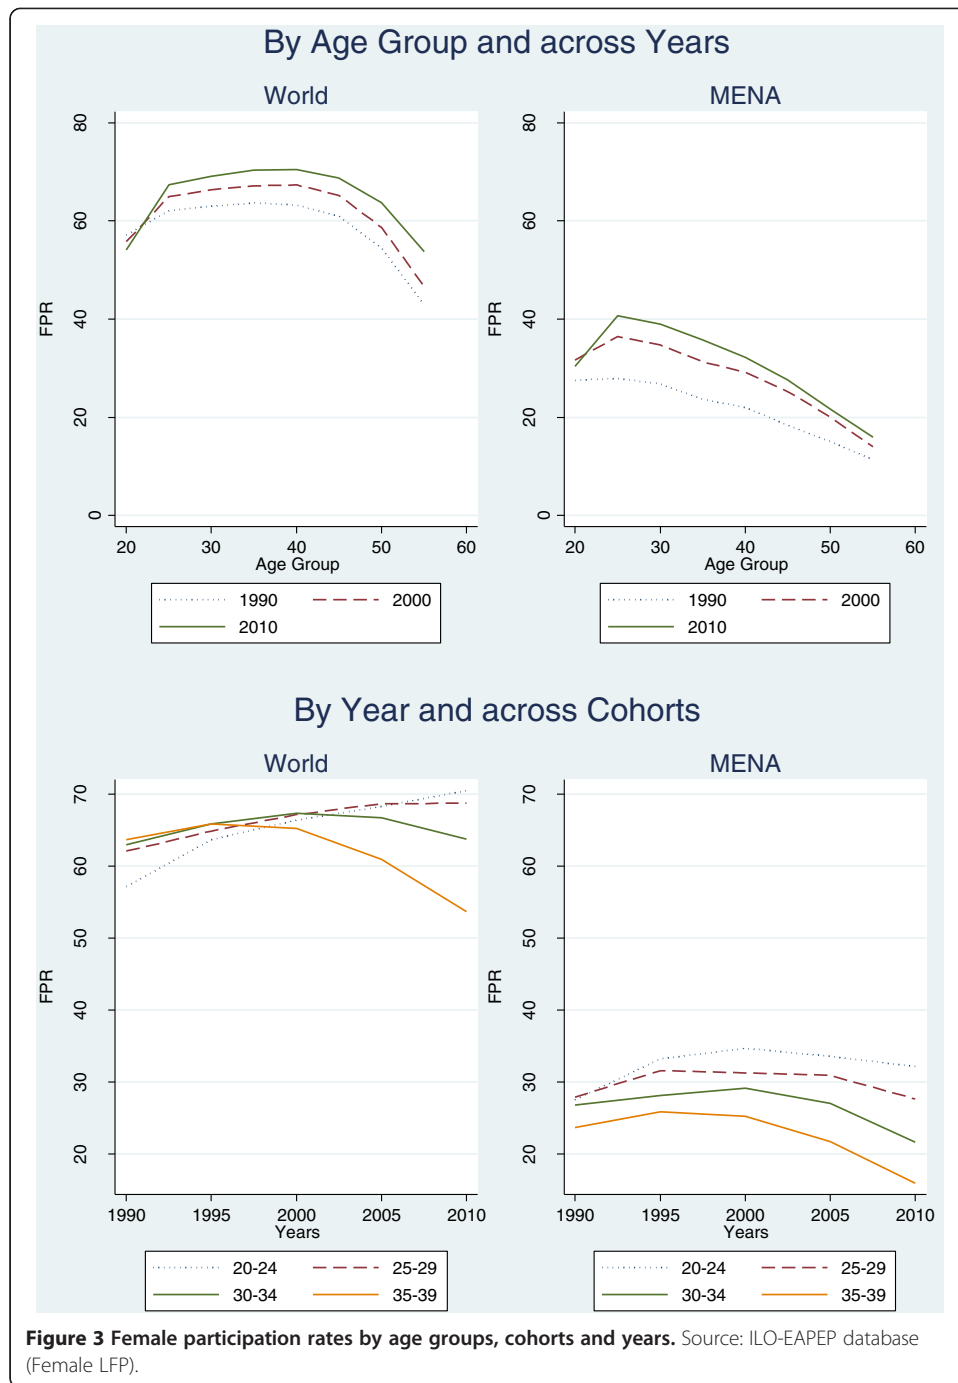 By Age Group and across Years
World
MENA
80
60
40
20
0
FPR
20 30 40 50 60
Age Group
80
60
40
20
0
FPR
20 30 40 50 60
Age Group
1990 2000
2010
1990 2000
2010
By Year and across Cohorts
World
MENA
70
60
50
40
30
20
FPR
1990 1995 2000 2005 2010
Years
70
60
50
40
30
20
FPR
1990 1995 2000 2005 2010
Years
20-24 25-29
30-34 35-39
20-24 25-29
30-34 35-39
Figure 3 Female participation rates by age groups, cohorts and years. Source: ILO-EAPEP database
(Female LFP).